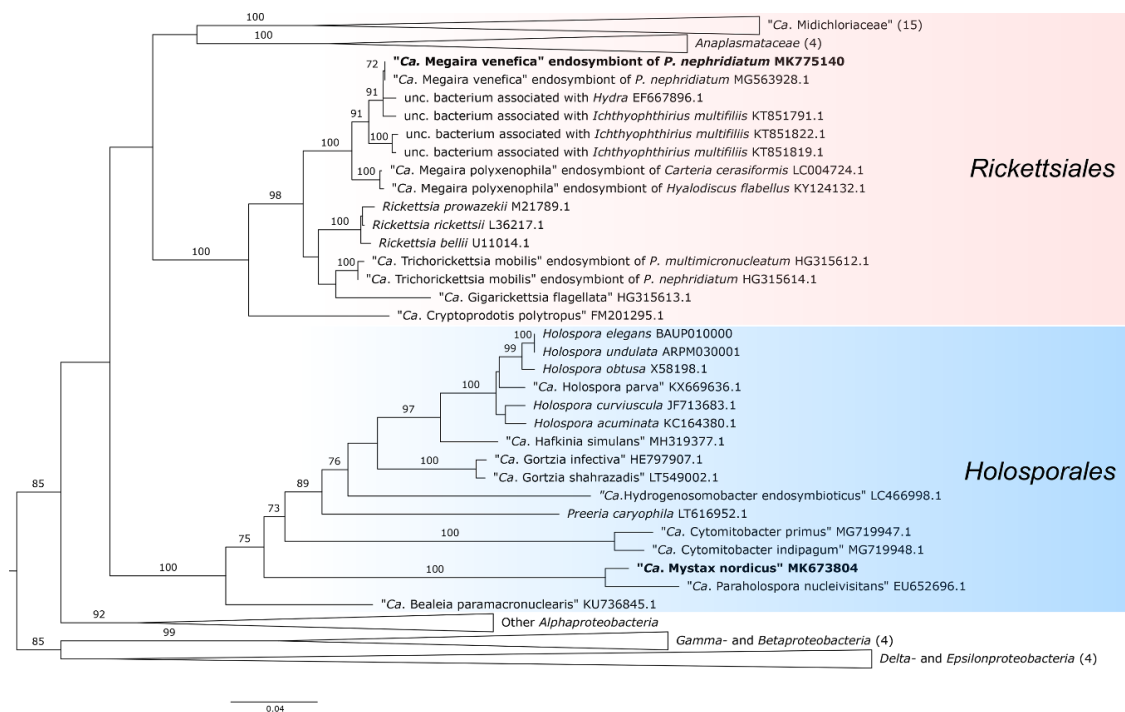 100
"Ca. Midichloriaceae" (15)
100
Anaplasmataceae (4)
72
"Ca. Megaira venefica" endosymbiont of P. nephridiatum MK775140
"Ca. Megaira venefica" endosymbiont of P. nephridiatum MG563928.1
91
unc. bacterium associated with Hydra EF667896.1
91
unc. bacterium associated with Ichthyophthirius multifiliis KT851791.1
100
unc. bacterium associated with Ichthyophthirius multifiliis KT851822.1
100
unc. bacterium associated with Ichthyophthirius multifiliis KT851819.1
100
"Ca. Megaira polyxenophila" endosymbiont of Carteria cerasiformis LC004724.1
Rickettsiales
"Ca. Megaira polyxenophila" endosymbiont of Hyalodiscus flabellus KY124132.1
98
Rickettsia prowazekii M21789.1
100
Rickettsia rickettsii L36217.1
Rickettsia bellii U11014.1
100
100
"Ca. Trichorickettsia mobilis" endosymbiont of P. multimicronucleatum HG315612.1
"Ca. Trichorickettsia mobilis" endosymbiont of P. nephridiatum HG315614.1
"Ca. Gigarickettsia flagellata" HG315613.1
"Ca. Cryptoprodotis polytropus" FM201295.1
100
Holospora elegans BAUP010000
99
Holospora undulata ARPM030001
Holospora obtusa X58198.1
100
"Ca. Holospora parva" KX669636.1
97
Holospora curviuscula JF713683.1
Holospora acuminata KC164380.1
"Ca. Hafkinia simulans" MH319377.1
76
100
"Ca. Gortzia infectiva" HE797907.1
Holosporales
"Ca. Gortzia shahrazadis" LT549002.1
85
89
"Ca.Hydrogenosomobacter endosymbioticus" LC466998.1
73
Preeria caryophila LT616952.1
100
"Ca. Cytomitobacter primus" MG719947.1
75
"Ca. Cytomitobacter indipagum" MG719948.1
100
100
"Ca. Mystax nordicus" MK673804
"Ca. Paraholospora nucleivisitans" EU652696.1
"Ca. Bealeia paramacronuclearis" KU736845.1
92
Other Alphaproteobacteria
99
85
Gamma- and Betaproteobacteria (4)
Delta- and Epsilonproteobacteria (4)
0.04